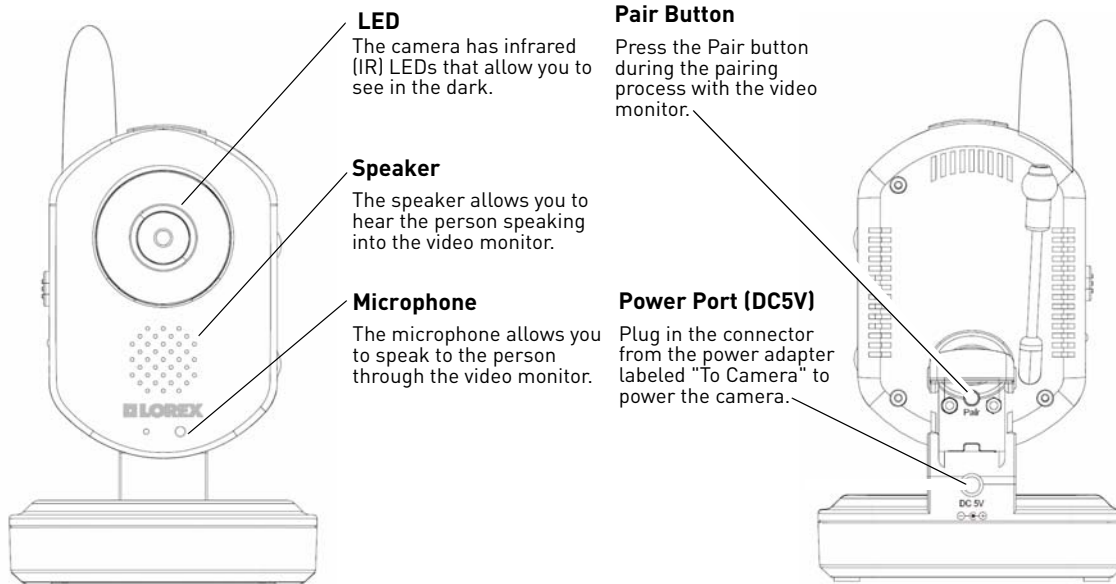 LED
The camera has infrared
(IR) LEDs that allow you to
see in the dark.
Speaker
The speaker allows you to
hear the person speaking
into the video monitor.
Microphone
The microphone allows you
to speak to the person
through the video monitor.
LOREX
Pair Button
Press the Pair button
during the pairing
process with the video
monitor.
Power Port (DC5V)
Plug in the connector
from the power adapter
labeled "To Camera" to
power the camera.
Pair
DC 5V